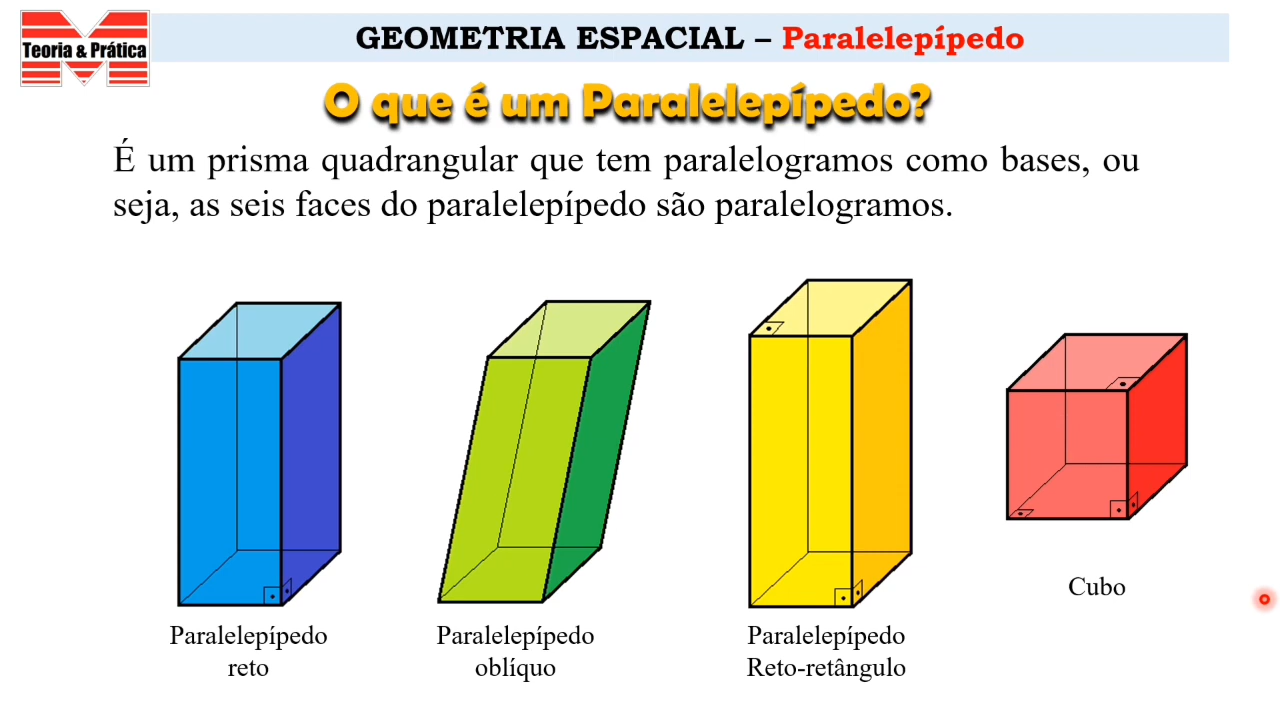 Teoria & Prática
GEOMETRIA ESPACIAL – Paralelepípedo
O que é um Paralelepípedo?
É um prisma quadrangular que tem paralelogramos como bases, ou
seja, as seis faces do paralelepípedo são paralelogramos.
Paralelepípedo
reto
Paralelepípedo
oblíquo
Paralelepípedo
Reto-retângulo
Cubo